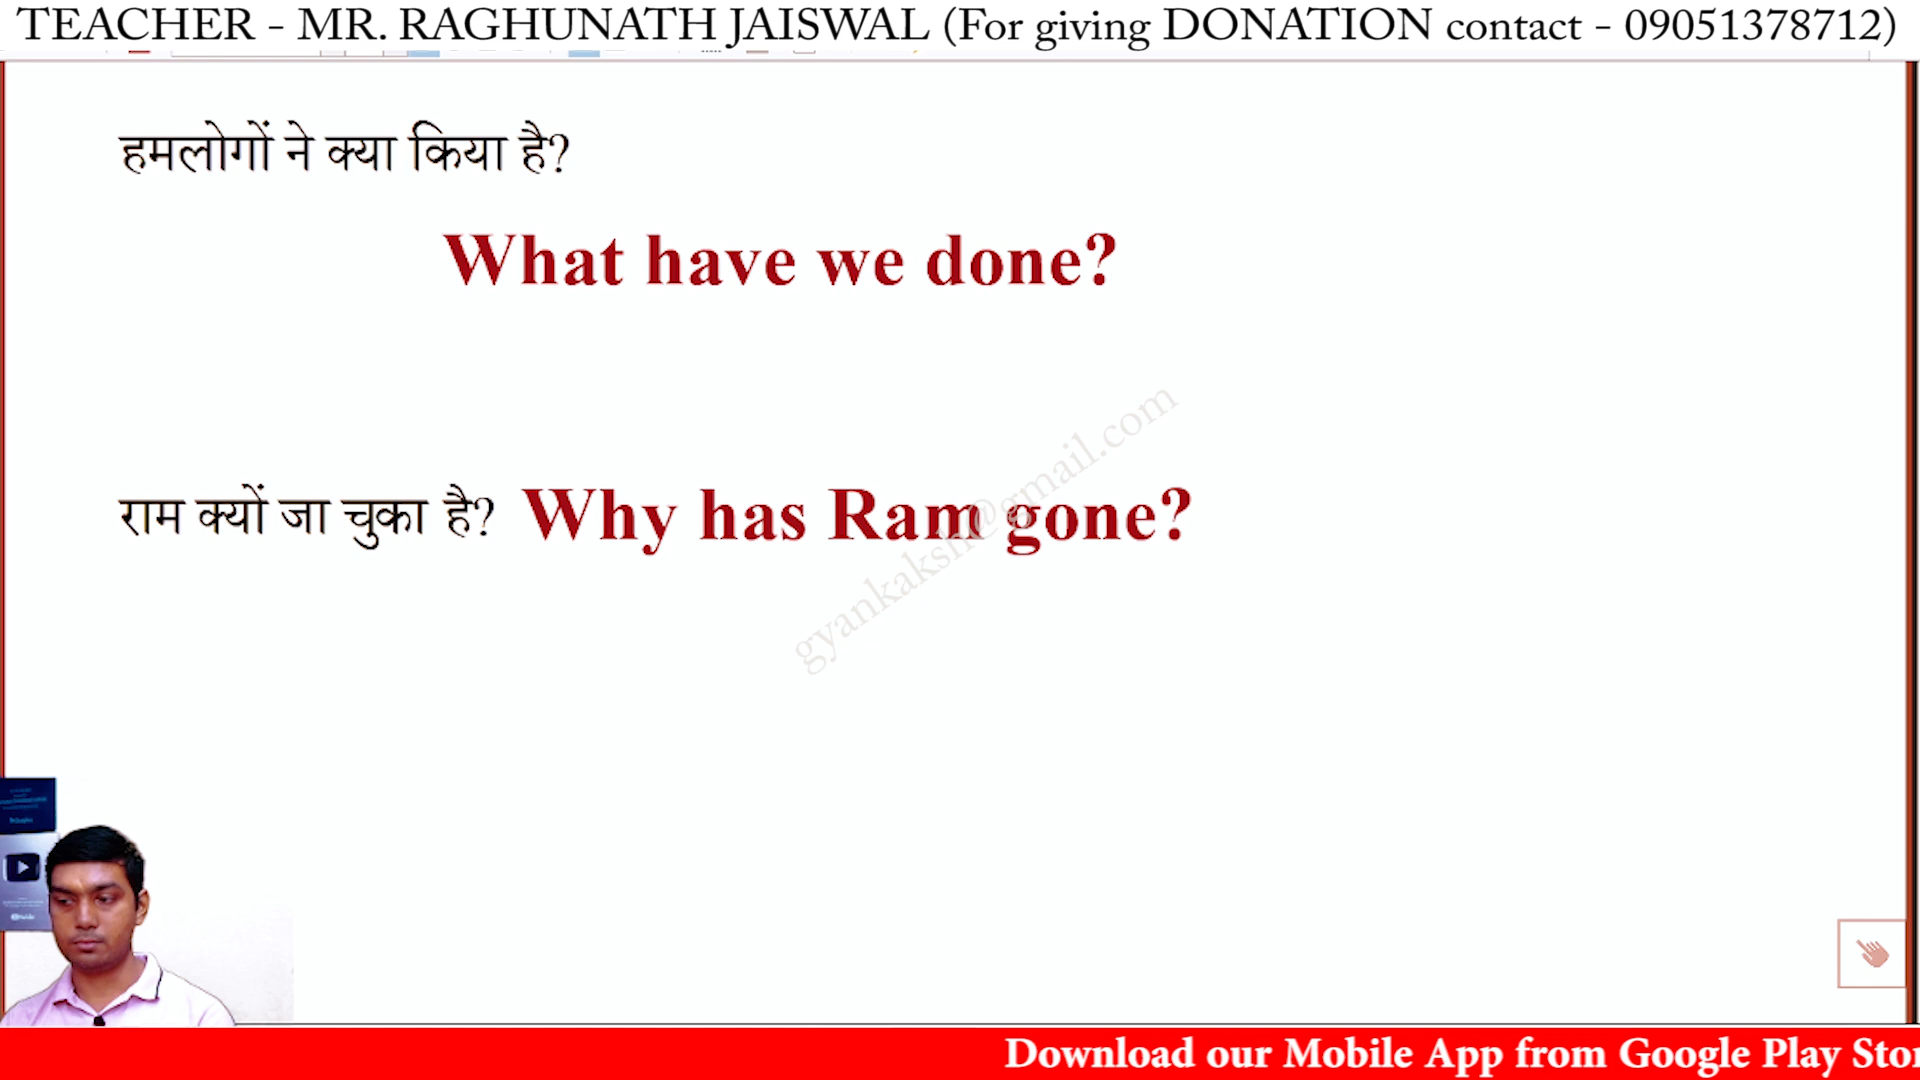 TEACHER - MR. RAGHUNATH JAISWAL (For giving DONATION contact - 09051378712)
हमलोगों ने क्या किया है?
What have we done?
राम क्यों जा चुका है? Why has Ram gone?
gyankaksh@gmail.com
Download our Mobile App from Google Play Stor